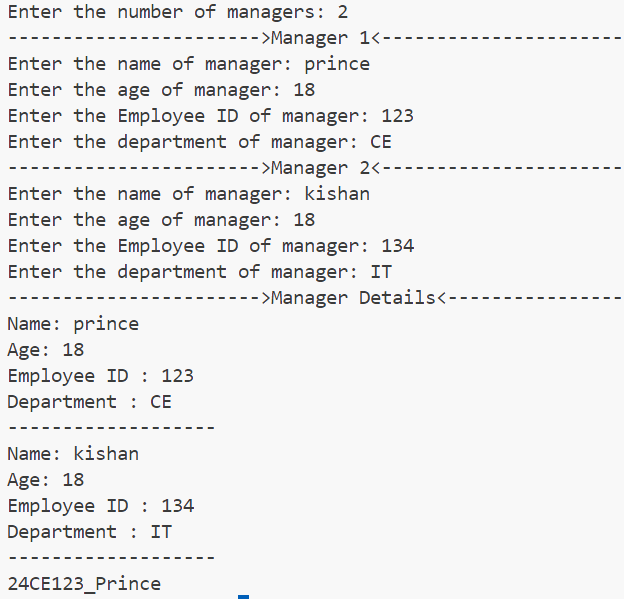 Enter the number of managers: 2
----------------------->Manager 1<----------------------
Enter the name of manager: prince
Enter the age of manager: 18
Enter the Employee ID of manager: 123
Enter the department of manager: CE
----------------------->Manager 2<----------------------
Enter the name of manager: kishan
Enter the age of manager: 18
Enter the Employee ID of manager: 134
Enter the department of manager: IT
----------------------->Manager Details<----------------
Name: prince
Age: 18
Employee ID : 123
Department : CE
-------------------
Name: kishan
Age: 18
Employee ID : 134
Department : IT
-------------------
24CE123_Prince